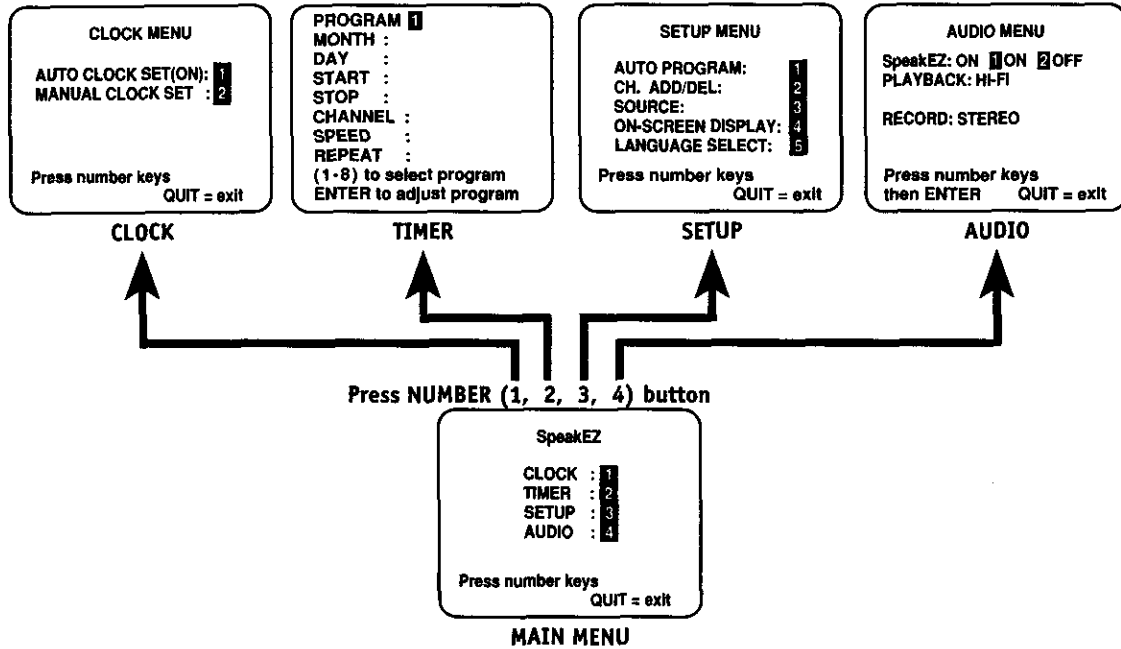 CLOCK MENU
AUTO CLOCK SET(ON): 1
MANUAL CLOCK SET : 2
Press number keys
QUIT = exit
CLOCK
PROGRAM 1
MONTH :
DAY :
START :
STOP :
CHANNEL :
SPEED :
REPEAT :
(1-8) to select program
ENTER to adjust program
TIMER
SETUP MENU
AUTO PROGRAM: 1
CH. ADD/DEL: 2
SOURCE: 3
ON-SCREEN DISPLAY: 4
LANGUAGE SELECT: 5
Press number keys
QUIT = exit
SETUP
AUDIO MENU
SpeakEZ: ON 1 ON 2 OFF
PLAYBACK: HI-FI
RECORD: STEREO
Press number keys
then ENTER QUIT = exit
AUDIO
Press NUMBER (1, 2, 3, 4) button
SpeakEZ
CLOCK : 1
TIMER : 2
SETUP : 3
AUDIO : 4
Press number keys
QUIT = exit
MAIN MENU